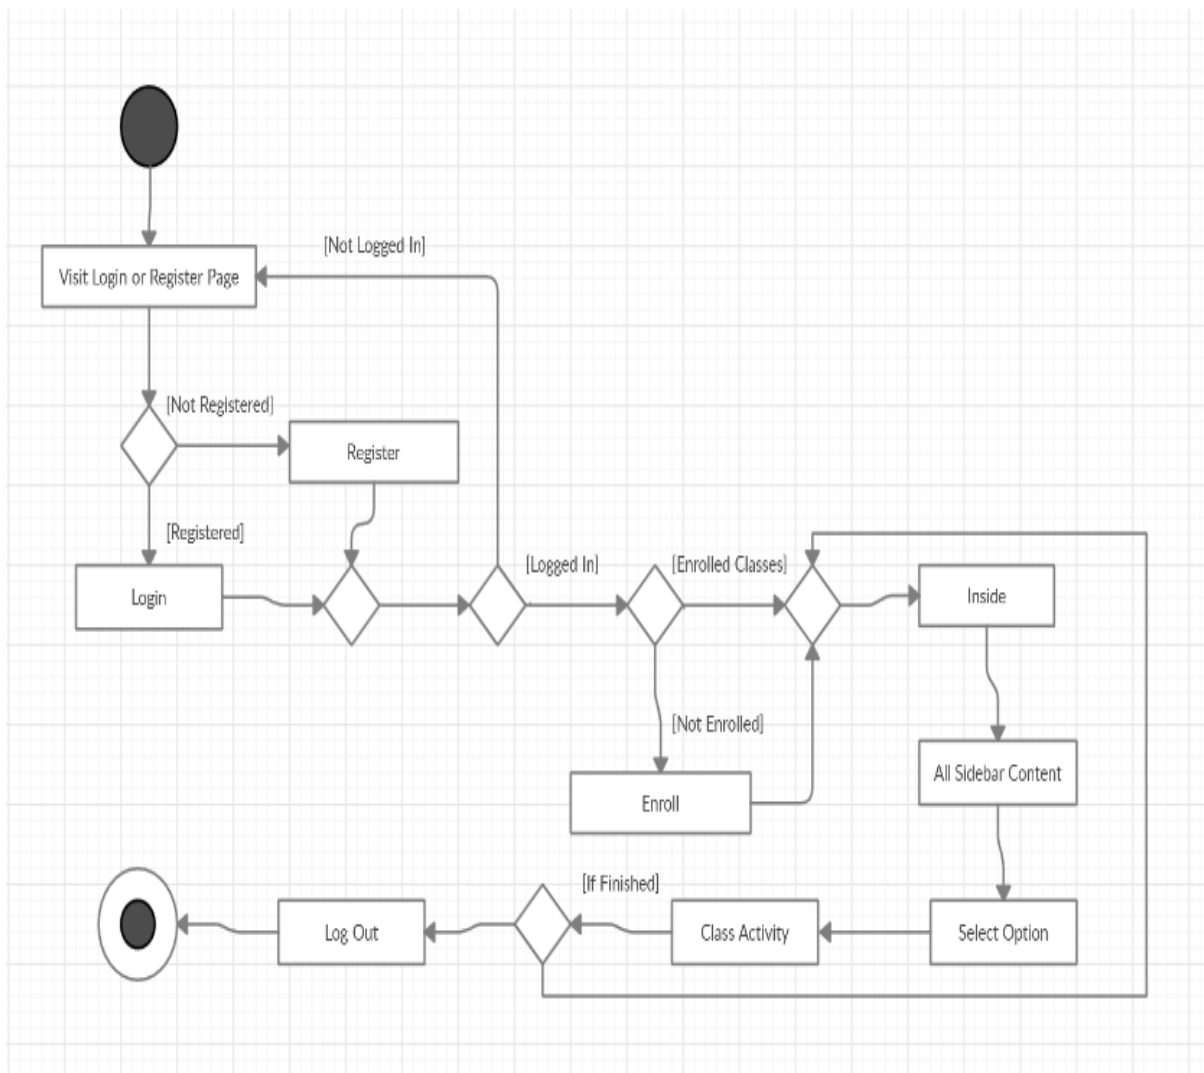 [Not Logged In]
Visit Login or Register Page
[Not Registered]
Register
[Registered]
[Logged In]
[Enrolled Classes]
Login
Inside
[Not Enrolled]
All Sidebar Content
Enroll
[If Finished]
Log Out
Class Activity
Select Option